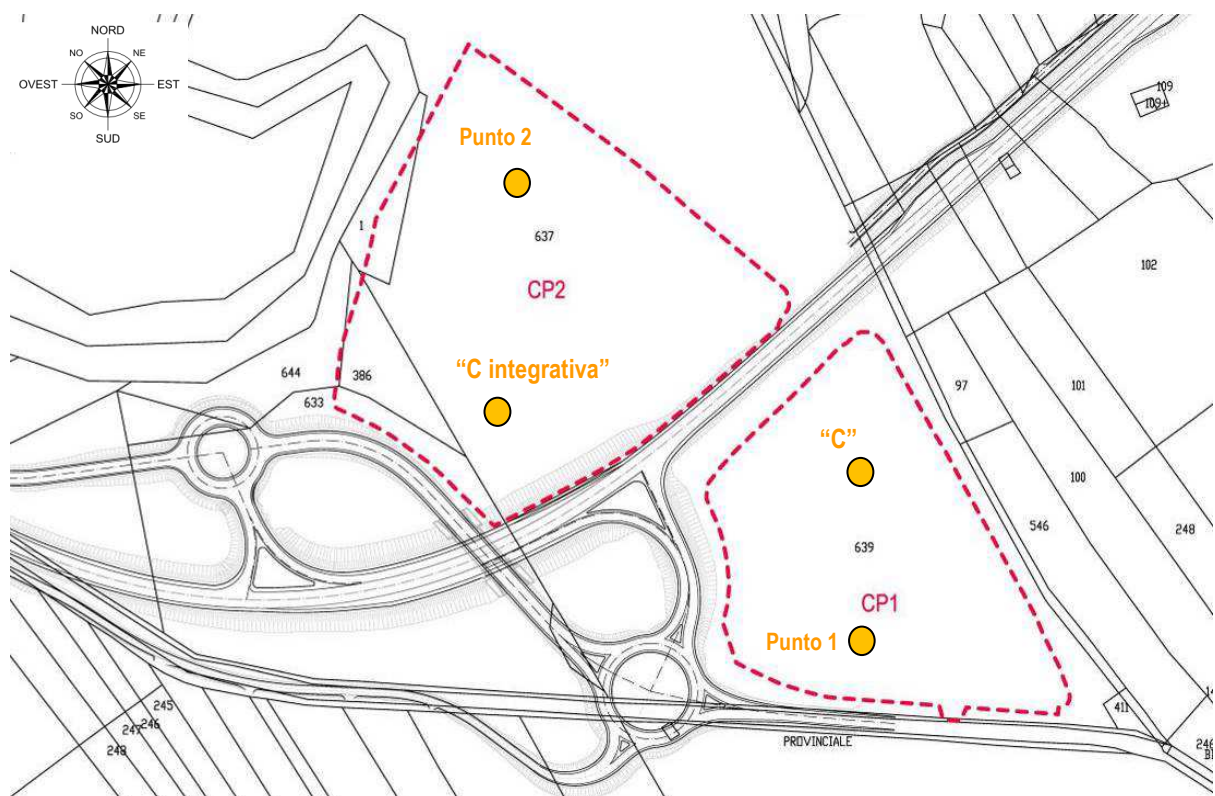 NORD
NO
NE
OVEST
EST
SO
SE
SUD
109
109+
Punto 2
1
637
102
CP2
644
386
97
101
“C integrativa”
633
“C”
100
546
248
639
CP1
Punto 1
245
246
247
248
411
PROVINCIALE
246